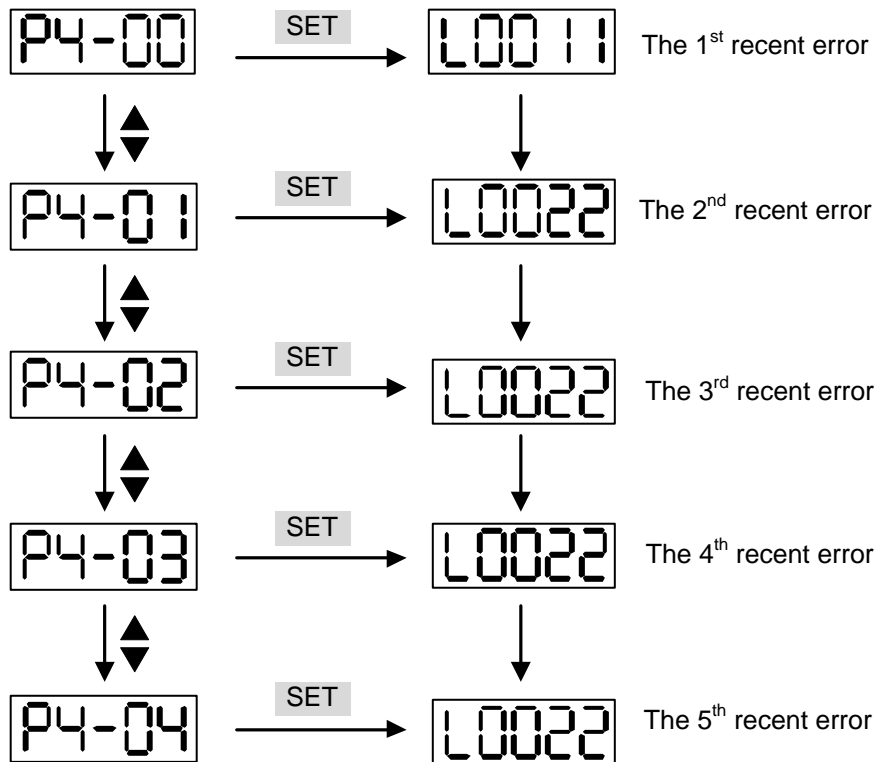 P4-00 SET L0011 The 1st recent error
P4-01 SET L0022 The 2nd recent error
P4-02 SET L0022 The 3rd recent error
P4-03 SET L0022 The 4th recent error
P4-04 SET L0022 The 5th recent error